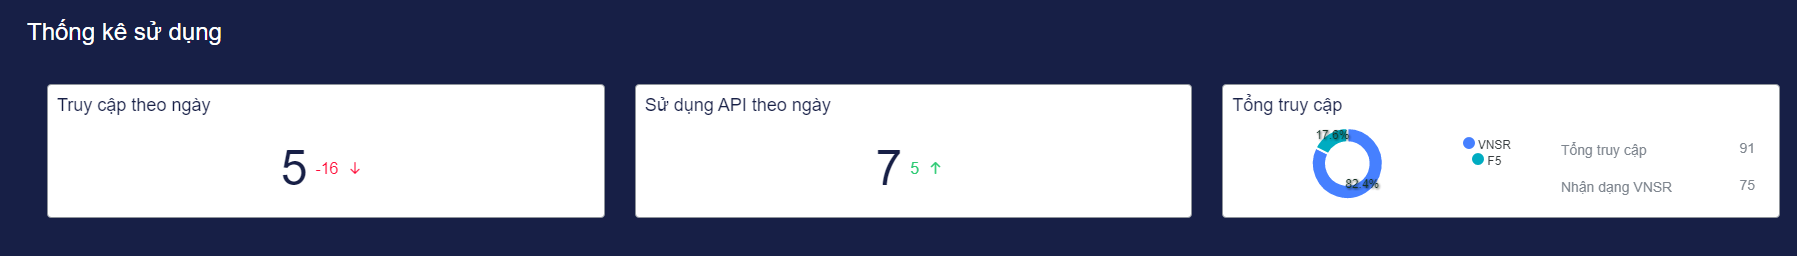 Thống kê sử dụng
Truy cập theo ngày
5 -16 ↓
Sử dụng API theo ngày
7 5 ↑
Tổng truy cập
17.6%
82.4%
VNSR
F5
Tổng truy cập 91
Nhận dạng VNSR 75